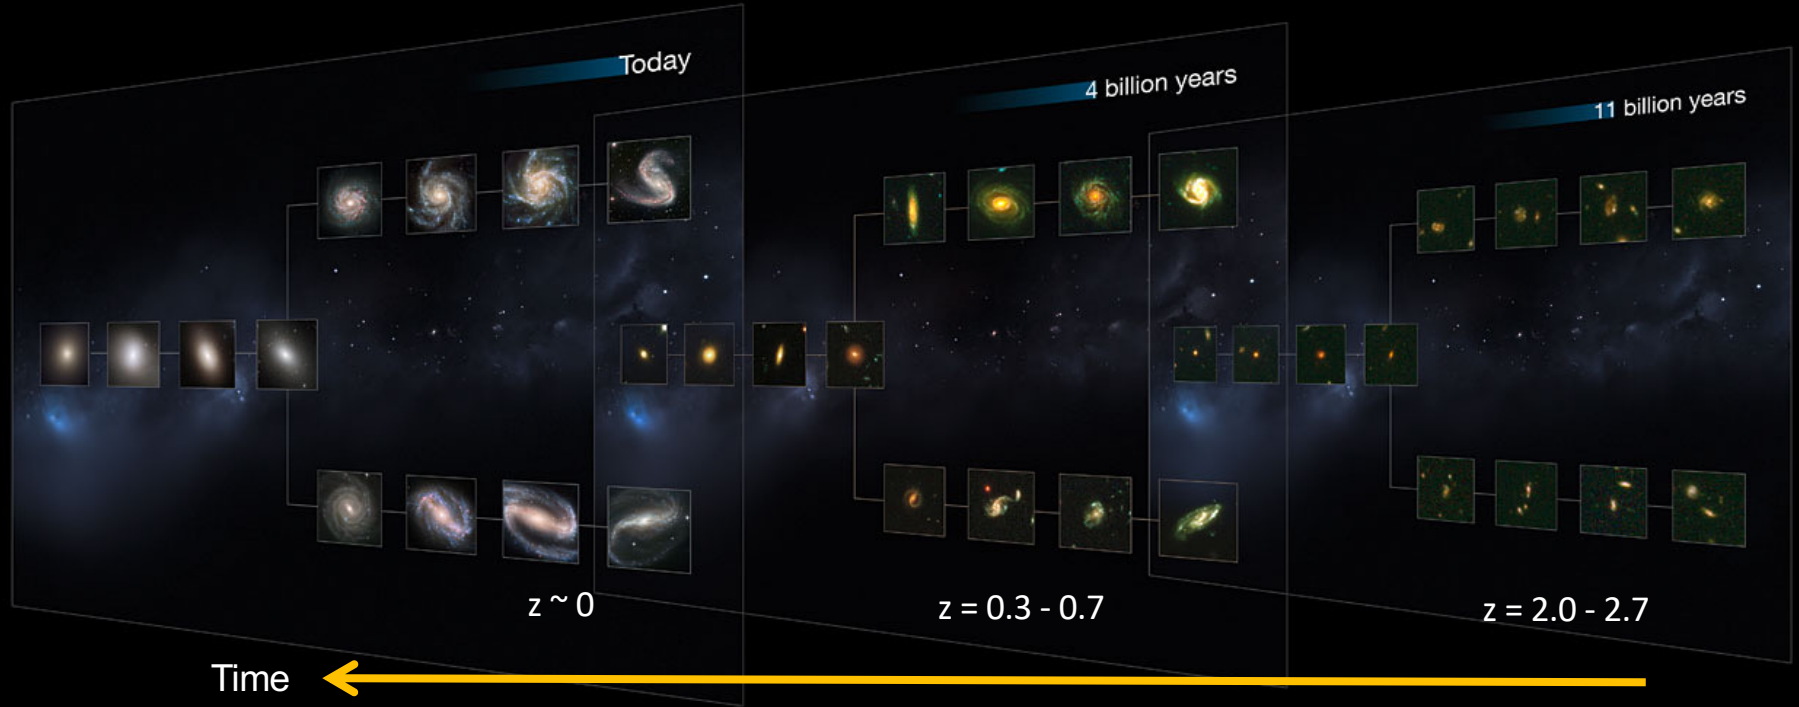 Today
4 billion years
11 billion years
z ~ 0
z = 0.3 - 0.7
z = 2.0 - 2.7
Time